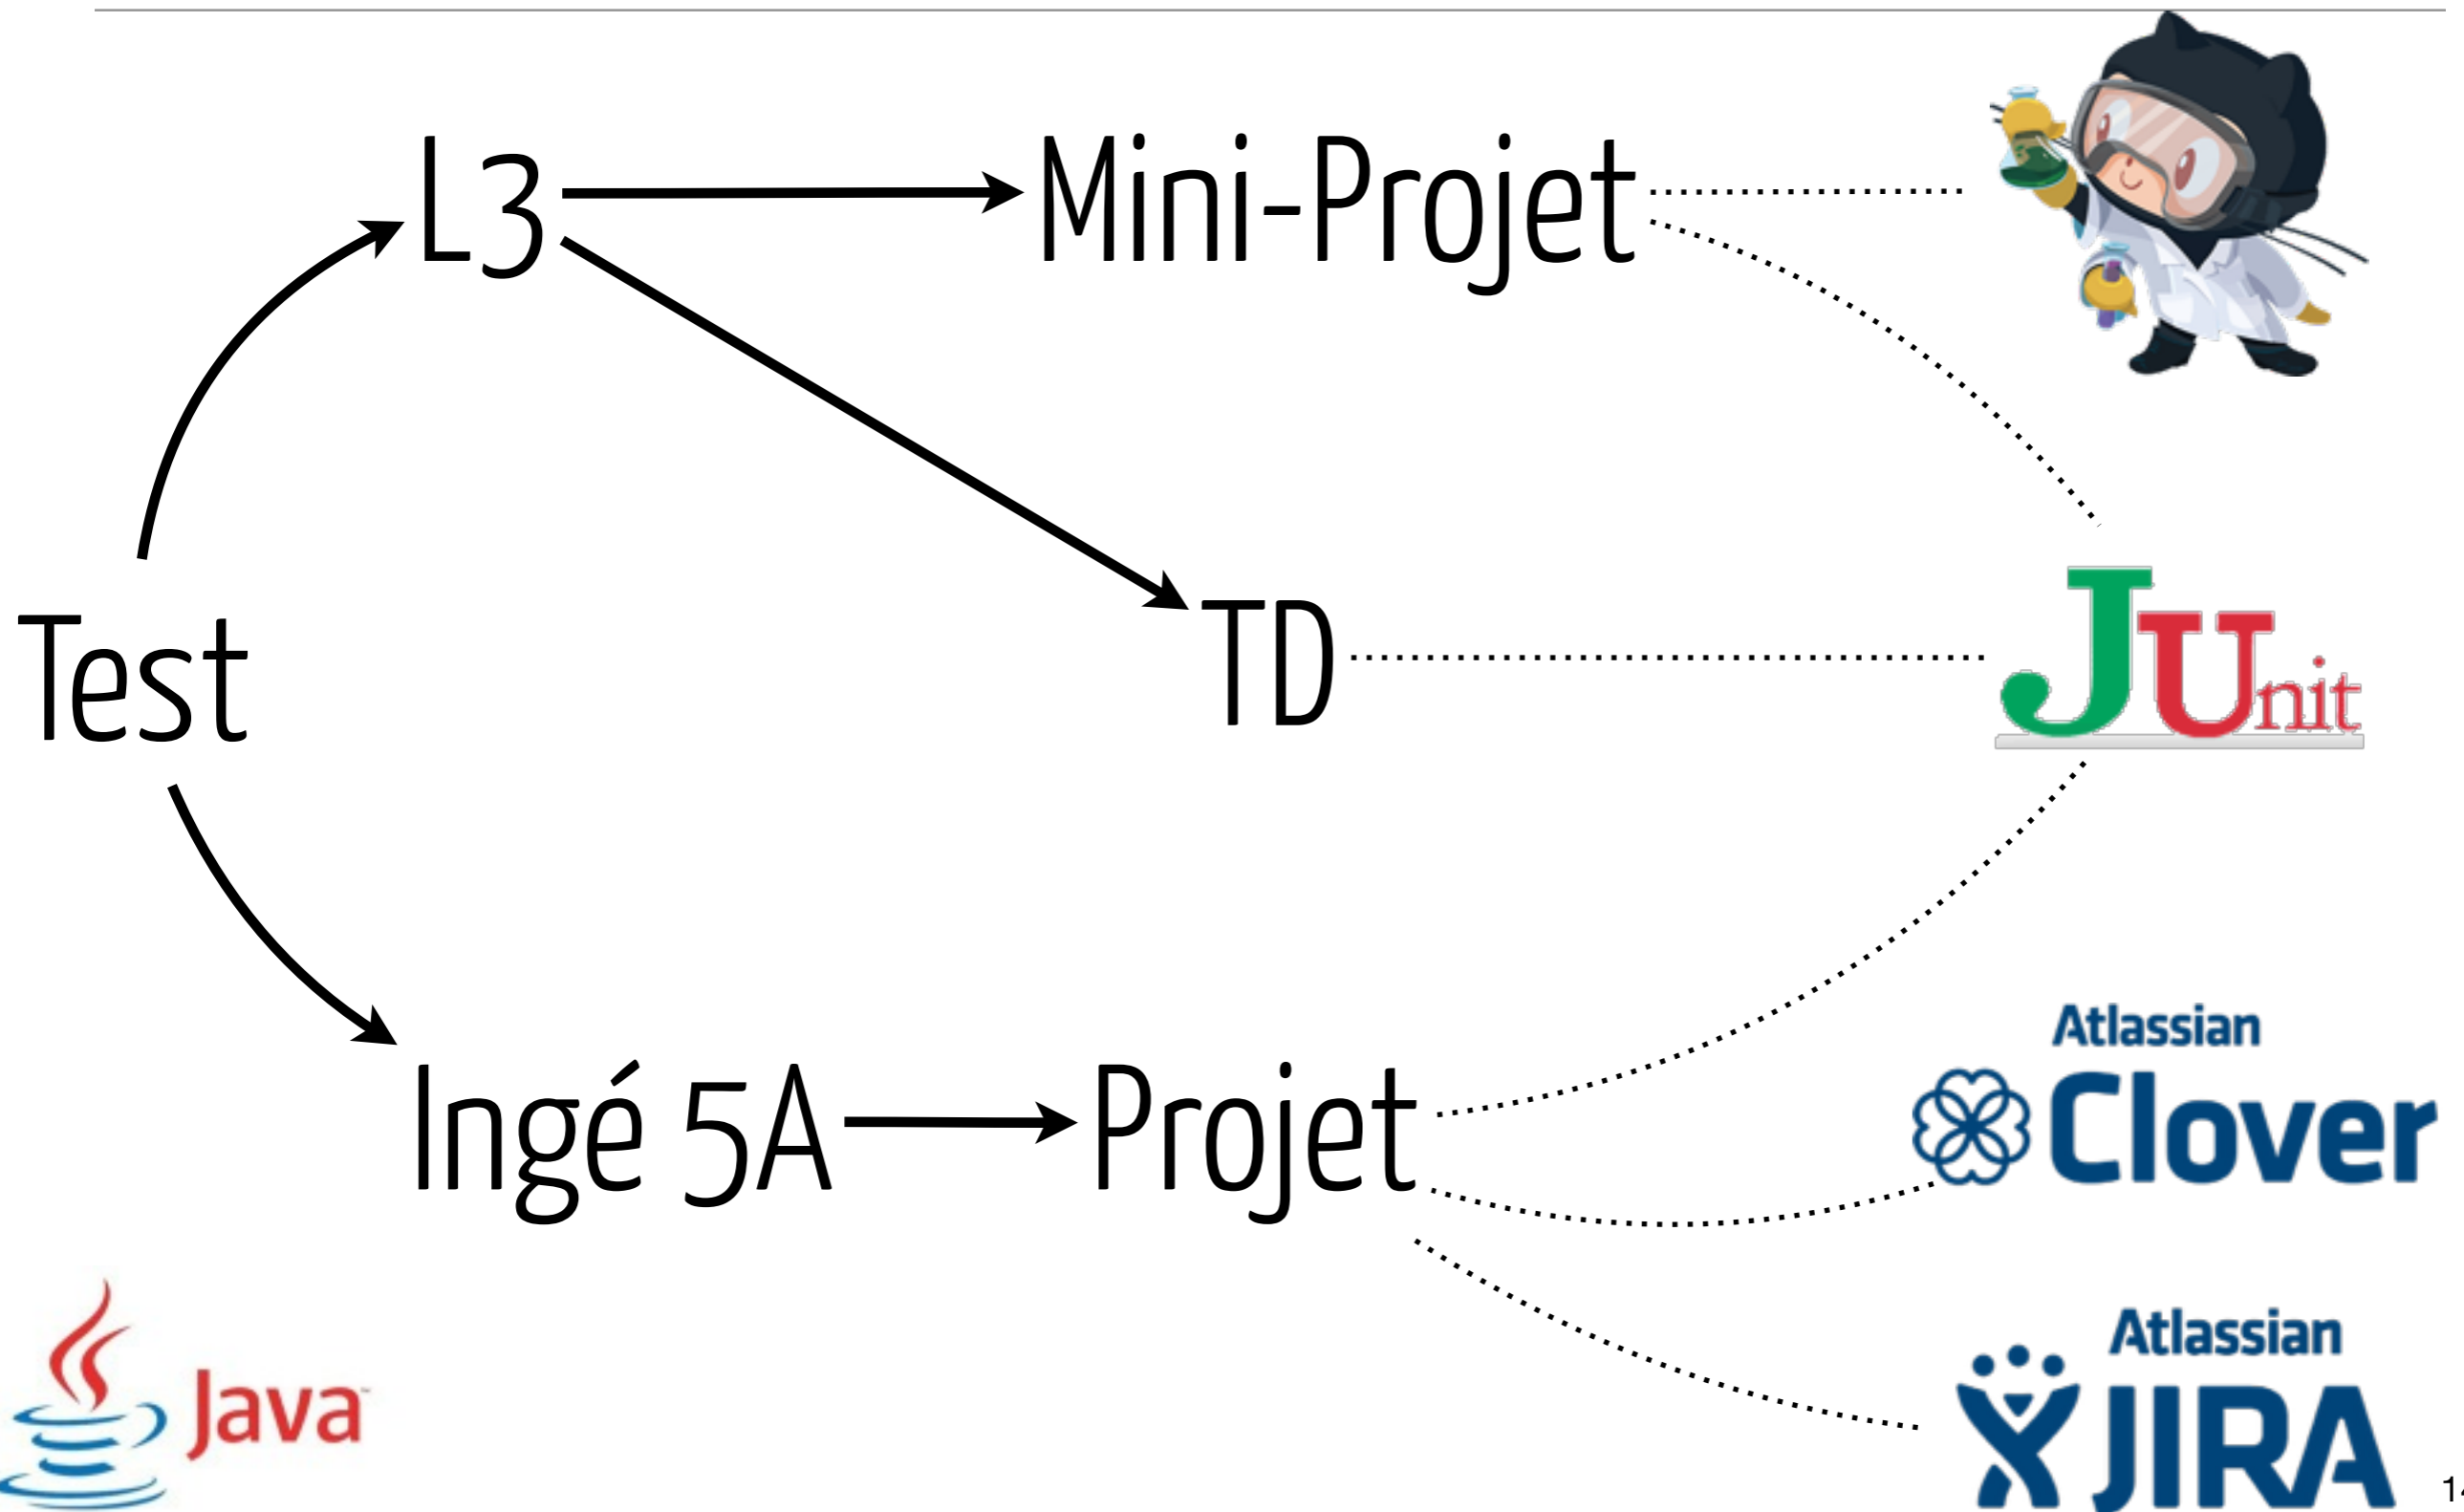 L3
Mini-Projet
Test
TD
JUnit
Ingé 5A
Projet
Atlassian
Clover
Java
Atlassian
JIRA